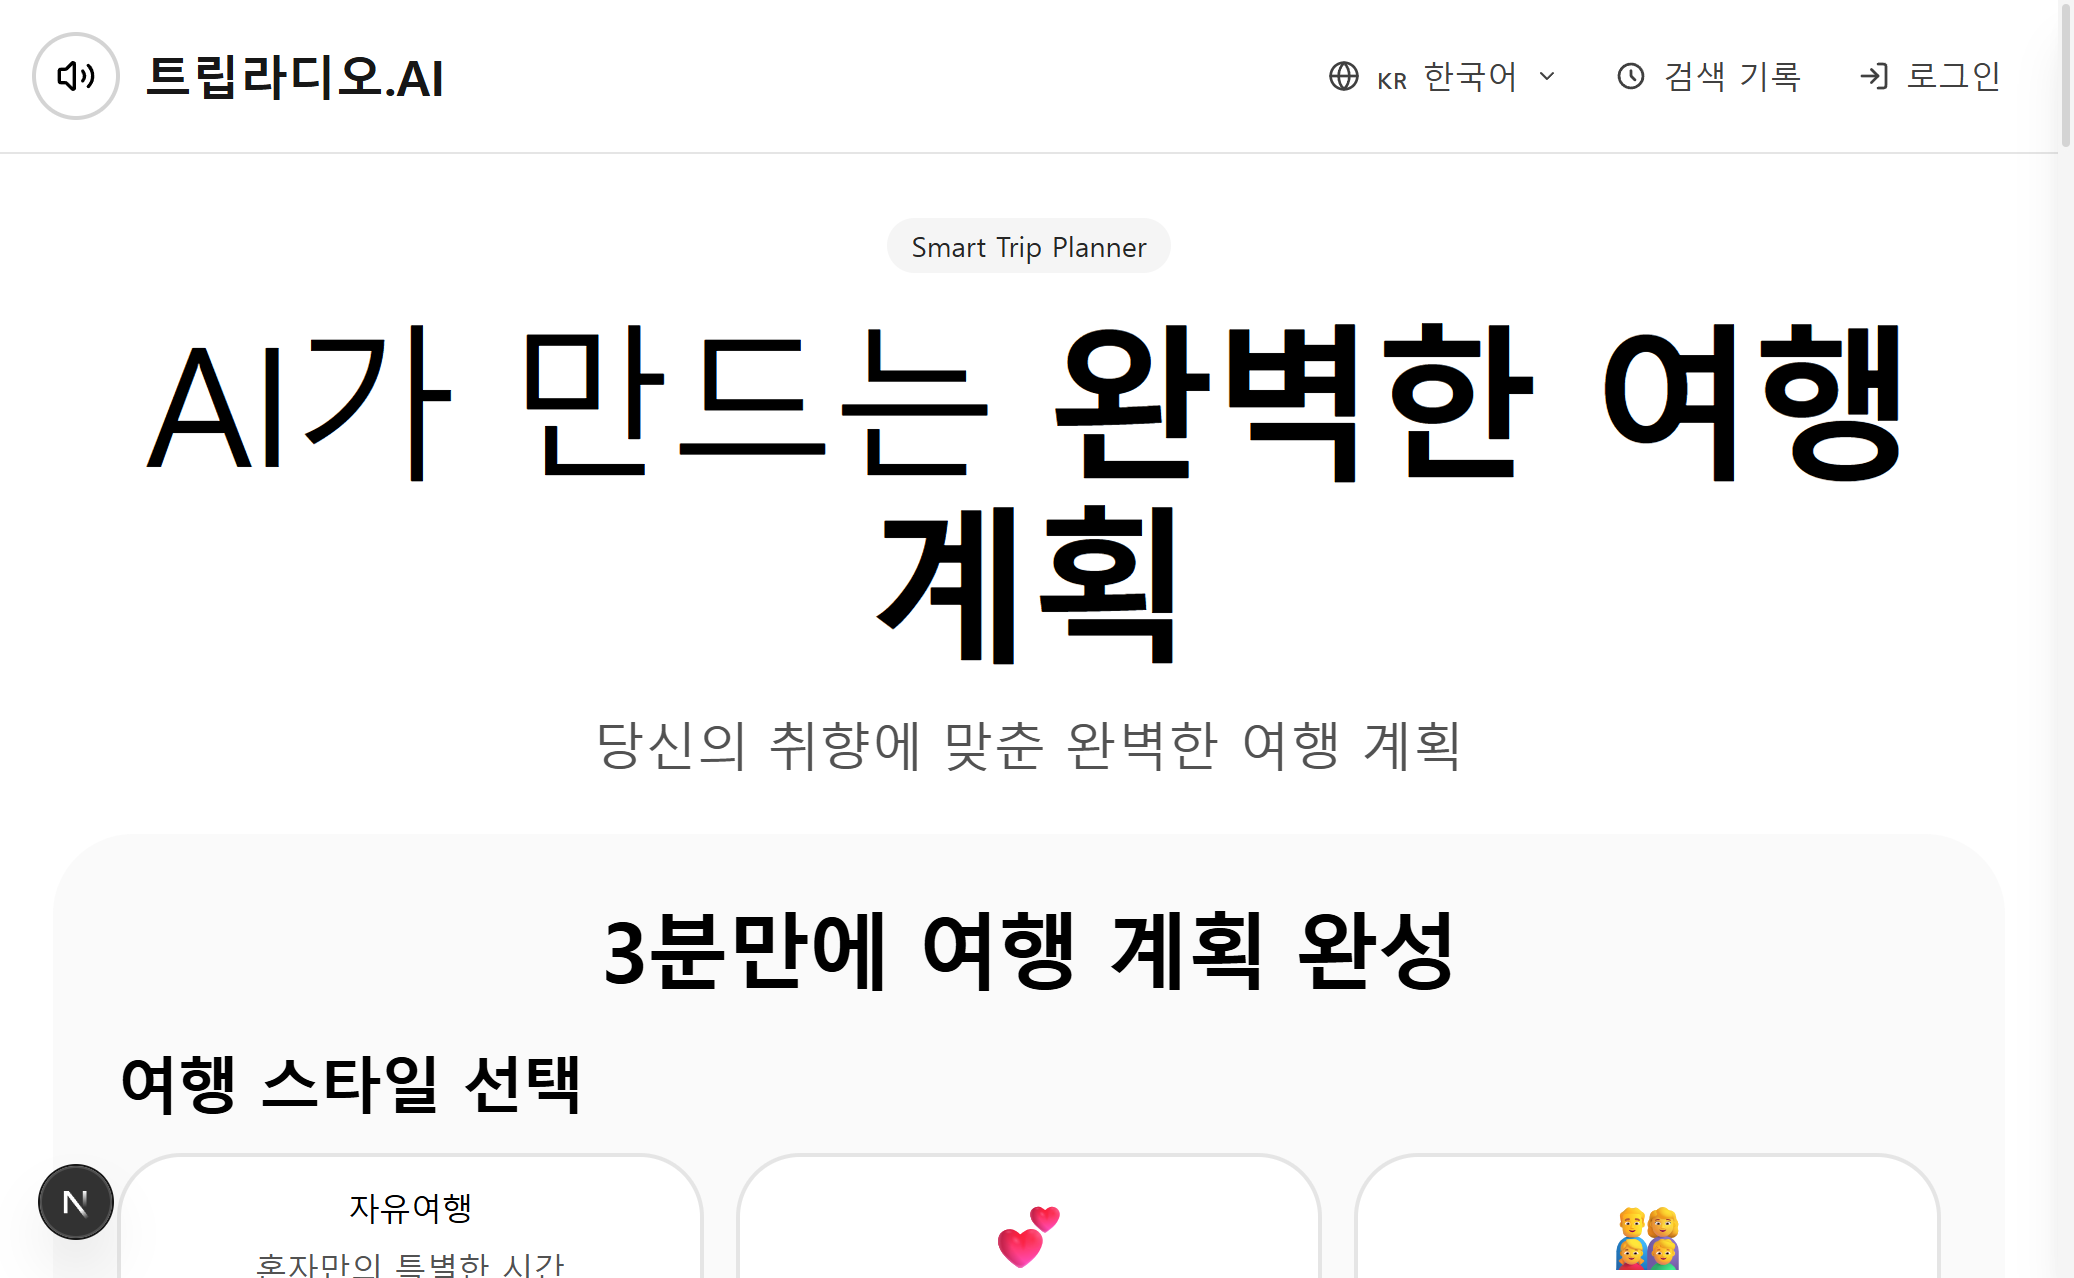 트립라디오.AI
KR 한국어
검색 기록
로그인
Smart Trip Planner
AI가 만드는 완벽한 여행
계획
당신의 취향에 맞춘 완벽한 여행 계획
3분만에 여행 계획 완성
여행 스타일 선택
자유여행
혼자만의 특별한 시간
N